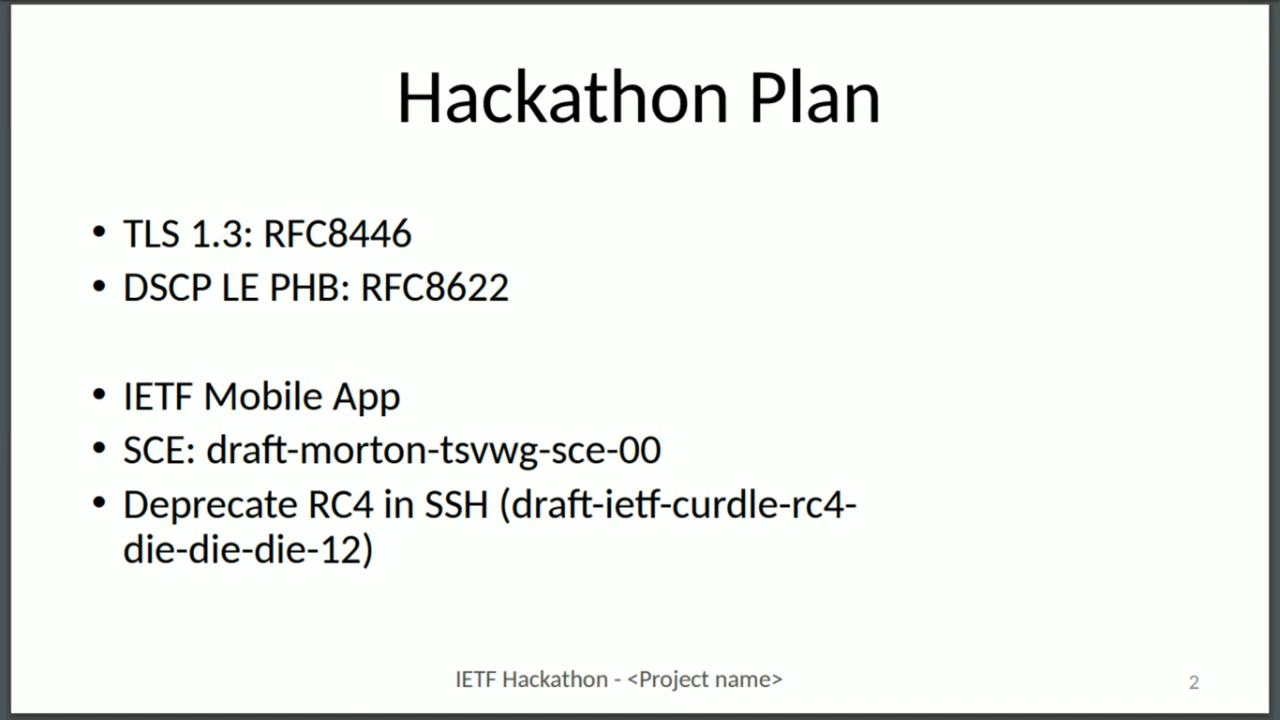 Hackathon Plan
• TLS 1.3: RFC8446
• DSCP LE PHB: RFC8622
• IETF Mobile App
• SCE: draft-morton-tsvwg-sce-00
• Deprecate RC4 in SSH (draft-ietf-curdle-rc4-
die-die-die-12)
IETF Hackathon - <Project name>
2